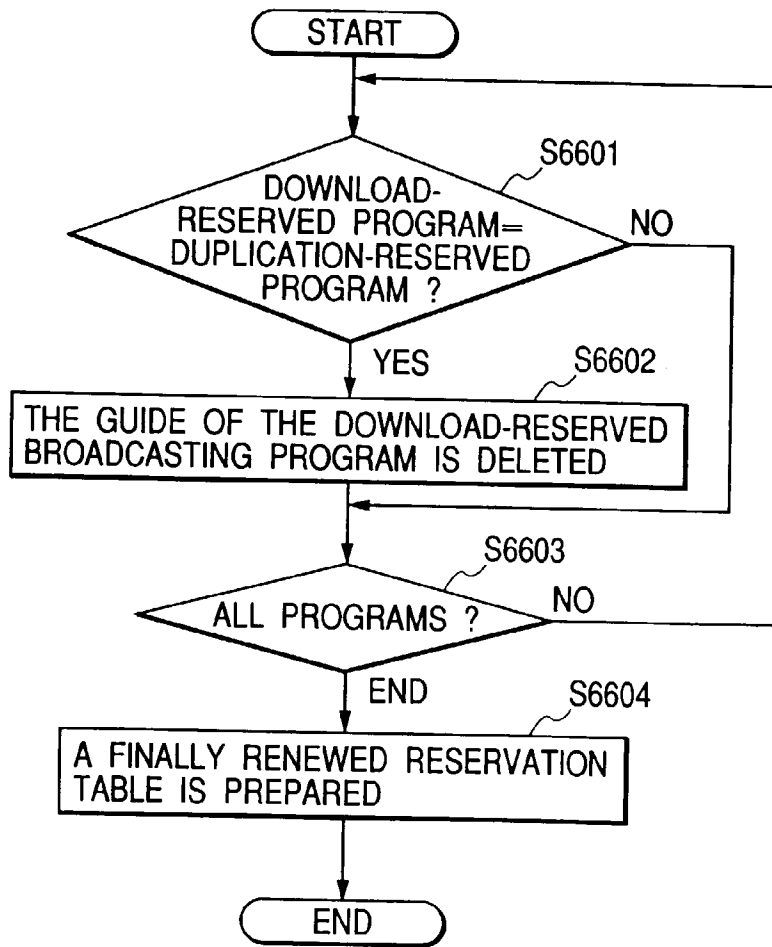 START
S6601
DOWNLOAD-
RESERVED PROGRAM=
DUPLICATION-RESERVED
PROGRAM ?
NO
YES
S6602
THE GUIDE OF THE DOWNLOAD-RESERVED
BROADCASTING PROGRAM IS DELETED
S6603
ALL PROGRAMS ?
NO
END
S6604
A FINALLY RENEWED RESERVATION
TABLE IS PREPARED
END